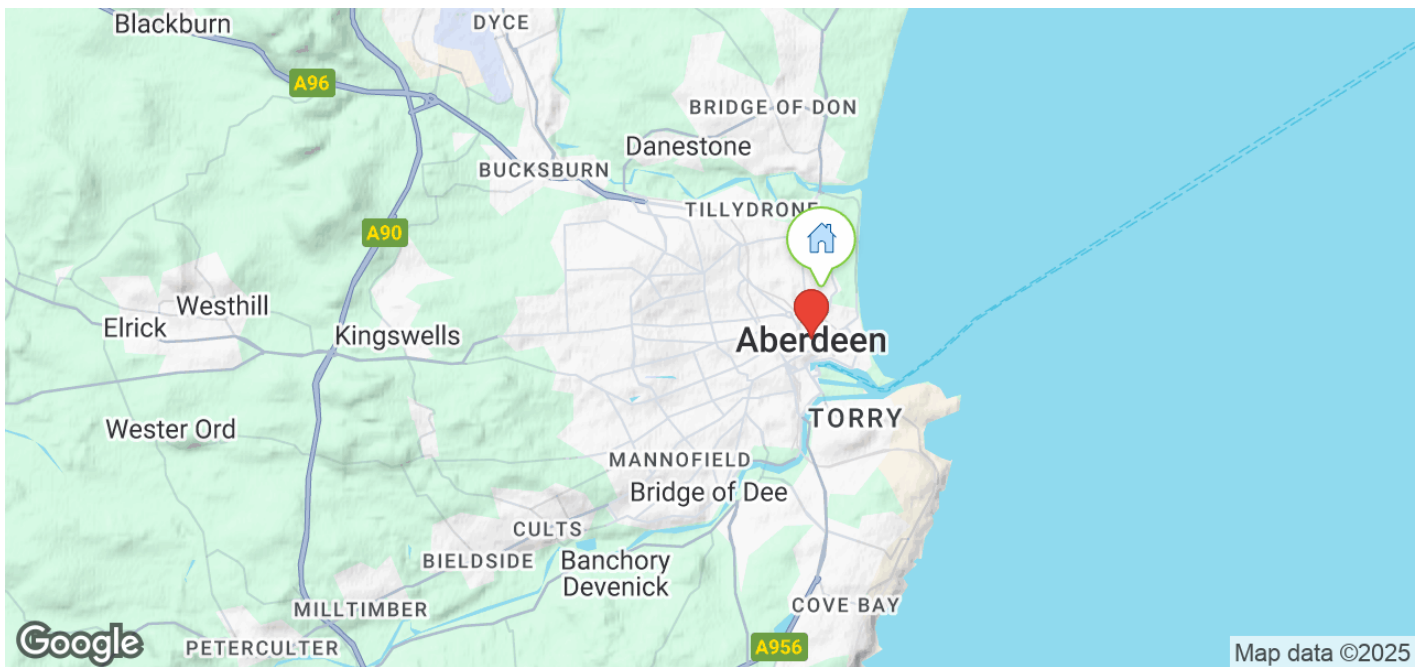 Blackburn
DYCE
A96
BRIDGE OF DON
Danestone
BUCKSBURN
TILLYDRONE
A90
Westhill
Elrick
Kingswells
Aberdeen
TORRY
Wester Ord
MANNOFIELD
Bridge of Dee
CULTS
BIELDSIDE
Banchory
Devenick
MILLTIMBER
COVE BAY
PETERCULTER
A956
Google
Map data ©2025